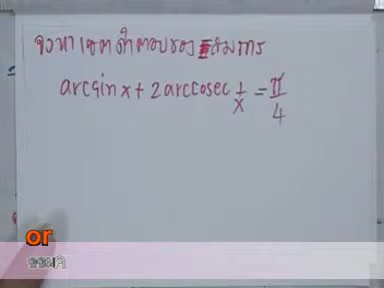 จงหาเซตคำตอบของสมการ
arcsin x + 2 arccosec 1/x = π/4
or